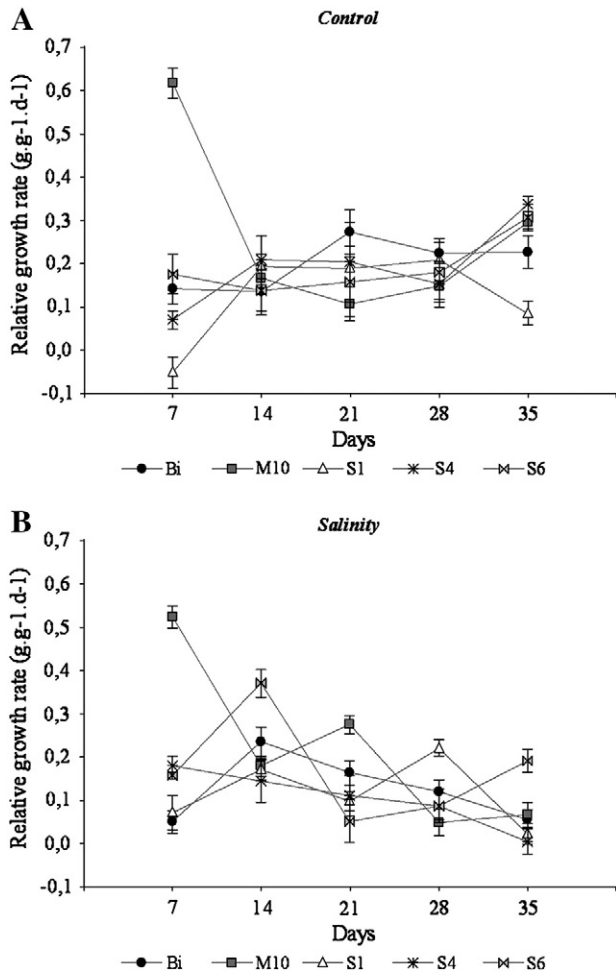 A
Control
Relative growth rate (g.g-1.d-1)
0,7
0,6
0,5
0,4
0,3
0,2
0,1
0,0
-0,1
7 14 21 28 35
Days
Bi M10 S1 S4 S6
B
Salinity
Relative growth rate (g.g-1.d-1)
0,7
0,6
0,5
0,4
0,3
0,2
0,1
0,0
-0,1
7 14 21 28 35
Days
Bi M10 S1 S4 S6